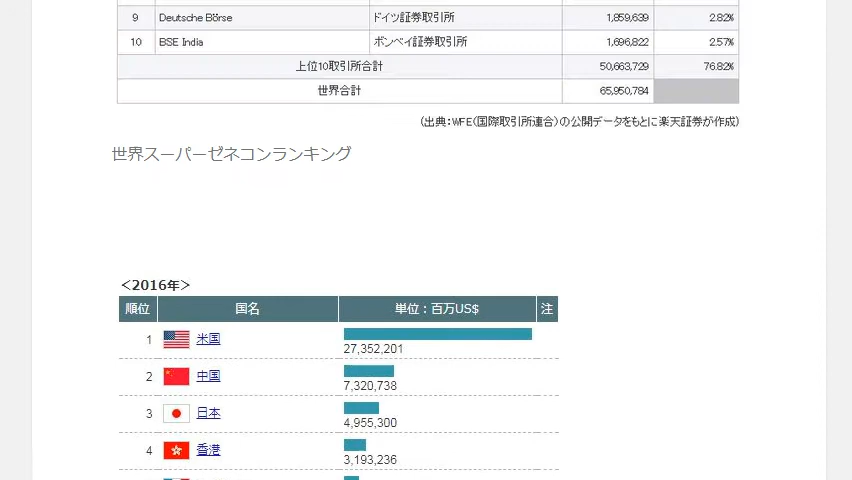 9 Deutsche Börse ドイツ証券取引所 1,859,639 2.82%
10 BSE India ボンベイ証券取引所 1,696,822 2.57%
上位10取引所合計 50,663,729 76.82%
世界合計 65,950,784
(出典:WFE(国際取引所連合)の公開データをもとに楽天証券が作成)
世界スーパーゼネコンランキング
＜2016年＞
順位 国名 単位：百万US$ 注
1 米国 27,352,201
2 中国 7,320,738
3 日本 4,955,300
4 香港 3,193,236